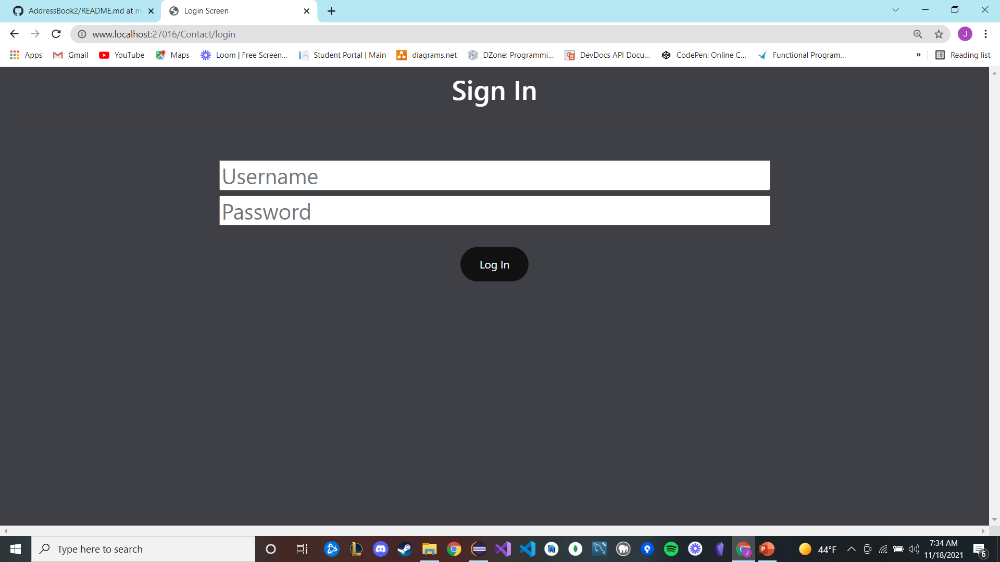 AddressBook2/README.md at m
Login Screen
www.localhost:27016/Contact/login
J
Apps
Gmail
YouTube
Maps
Loom | Free Screen...
Student Portal | Main
diagrams.net
DZone: Programmi...
DevDocs API Docu...
CodePen: Online C...
Functional Program...
»
Reading list
Sign In
Username
Password
Log In
Type here to search
44°F
7:34 AM
11/18/2021
6